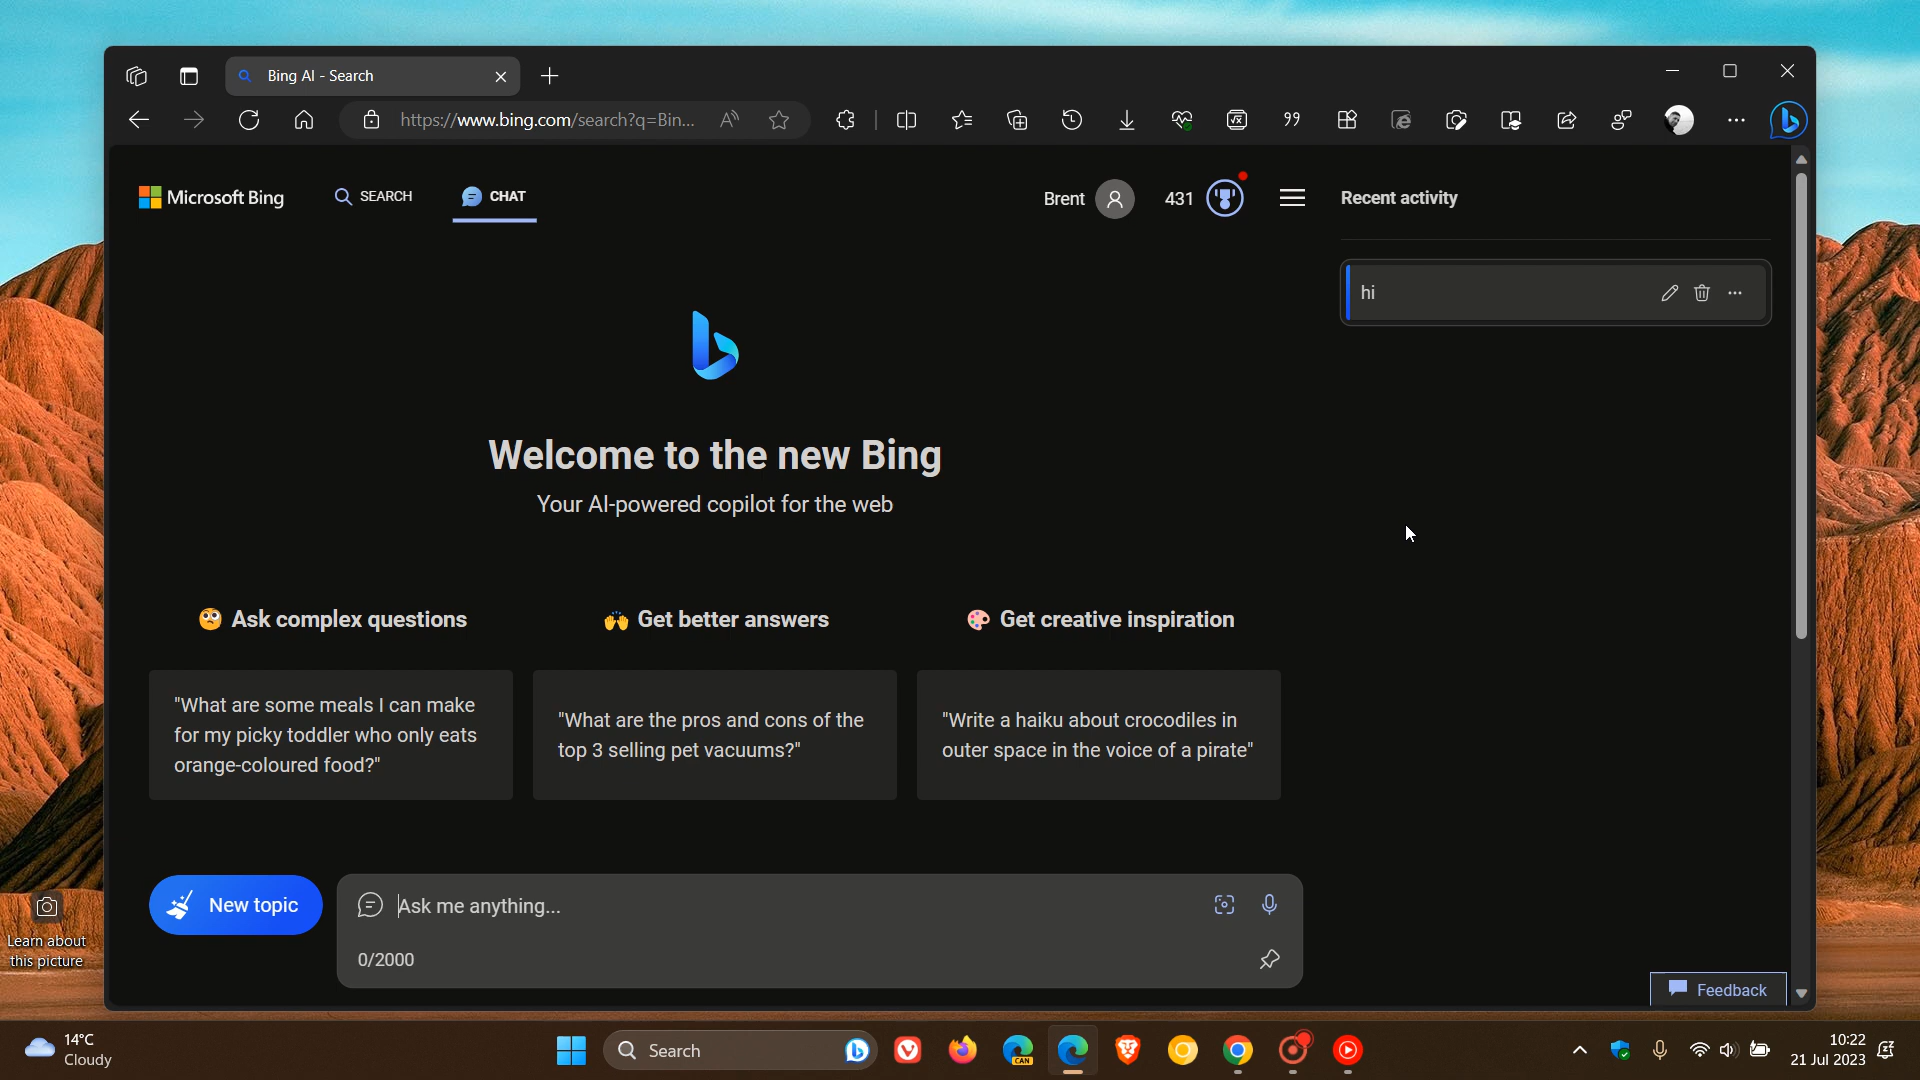 Bing AI - Search
https://www.bing.com/search?q=Bin...
Microsoft Bing
SEARCH
CHAT
Brent
431
Recent activity
hi
Welcome to the new Bing
Your AI-powered copilot for the web
🧐 Ask complex questions
"What are some meals I can make
for my picky toddler who only eats
orange-coloured food?"
🙌 Get better answers
"What are the pros and cons of the
top 3 selling pet vacuums?"
🎨 Get creative inspiration
"Write a haiku about crocodiles in
outer space in the voice of a pirate"
New topic
Ask me anything...
0/2000
Feedback
Learn about
this picture
14°C
Cloudy
Search
CAN
10:22
21 Jul 2023